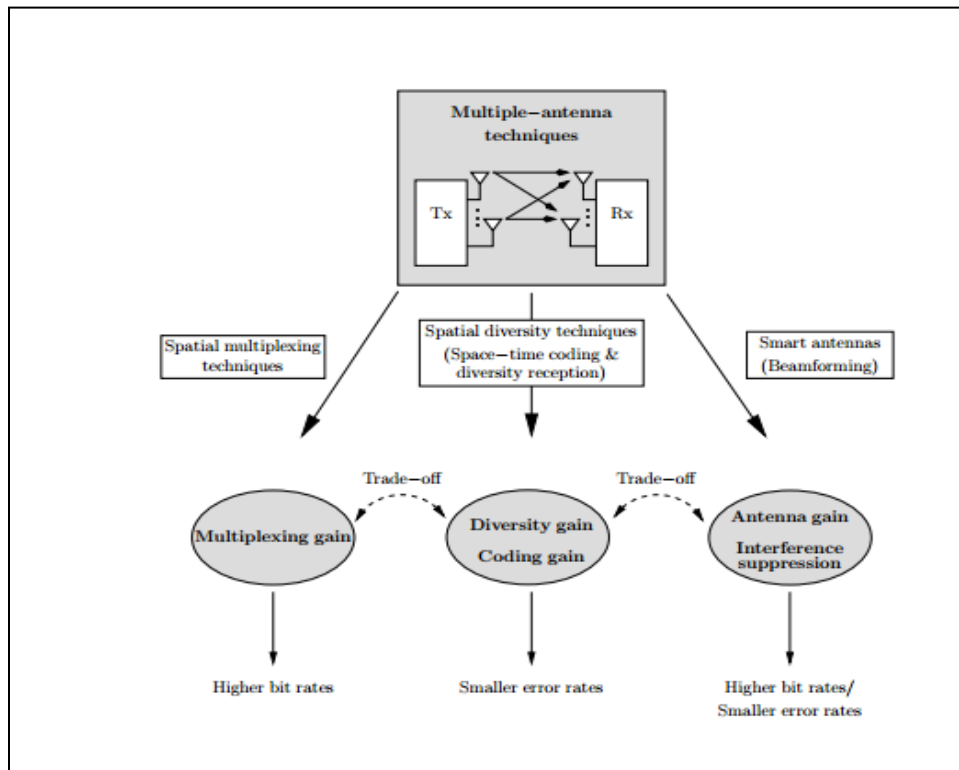 Multiple−antenna
techniques
Tx
Rx
Spatial multiplexing
techniques
Spatial diversity techniques
(Space−time coding &
diversity reception)
Smart antennas
(Beamforming)
Trade−off
Trade−off
Multiplexing gain
Diversity gain
Coding gain
Antenna gain
Interference
suppression
Higher bit rates
Smaller error rates
Higher bit rates/
Smaller error rates